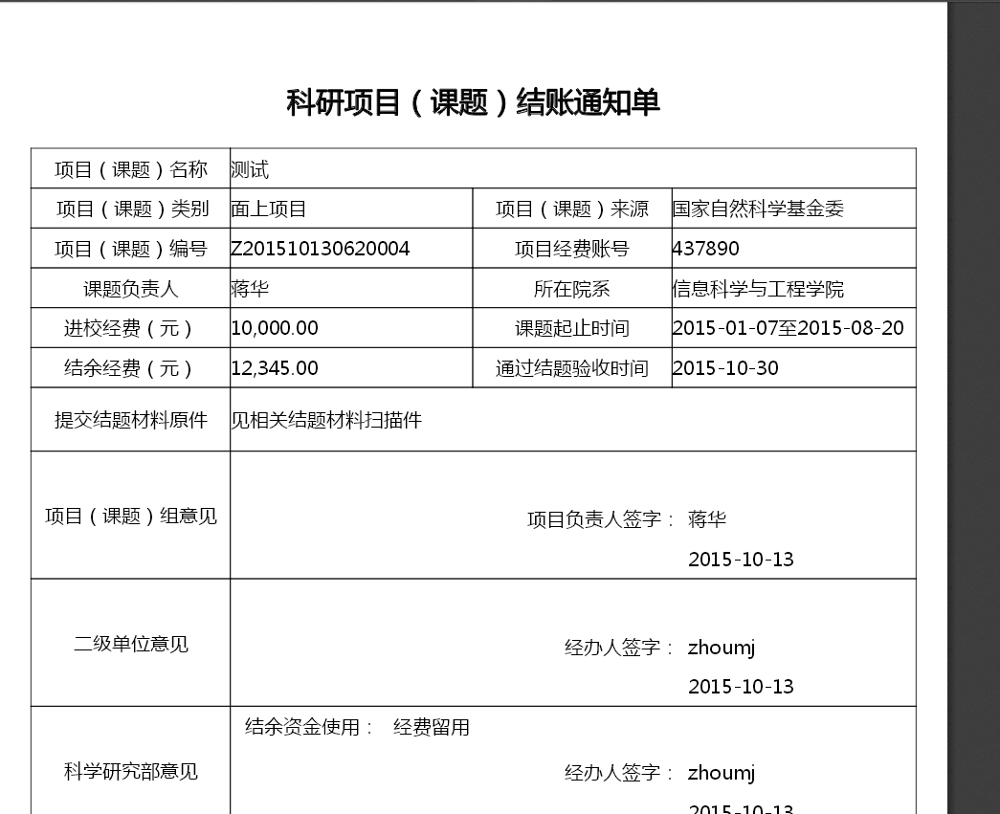 科研项目（课题）结账通知单
项目（课题）名称 测试
项目（课题）类别 面上项目 项目（课题）来源 国家自然科学基金委
项目（课题）编号 Z201510130620004 项目经费账号 437890
课题负责人 蒋华 所在院系 信息科学与工程学院
进校经费（元） 10,000.00 课题起止时间 2015-01-07至2015-08-20
结余经费（元） 12,345.00 通过结题验收时间 2015-10-30
提交结题材料原件 见相关结题材料扫描件
项目（课题）组意见 项目负责人签字： 蒋华
2015-10-13
二级单位意见 经办人签字： zhoumj
2015-10-13
结余资金使用： 经费留用
科学研究部意见 经办人签字： zhoumj
2015-10-13